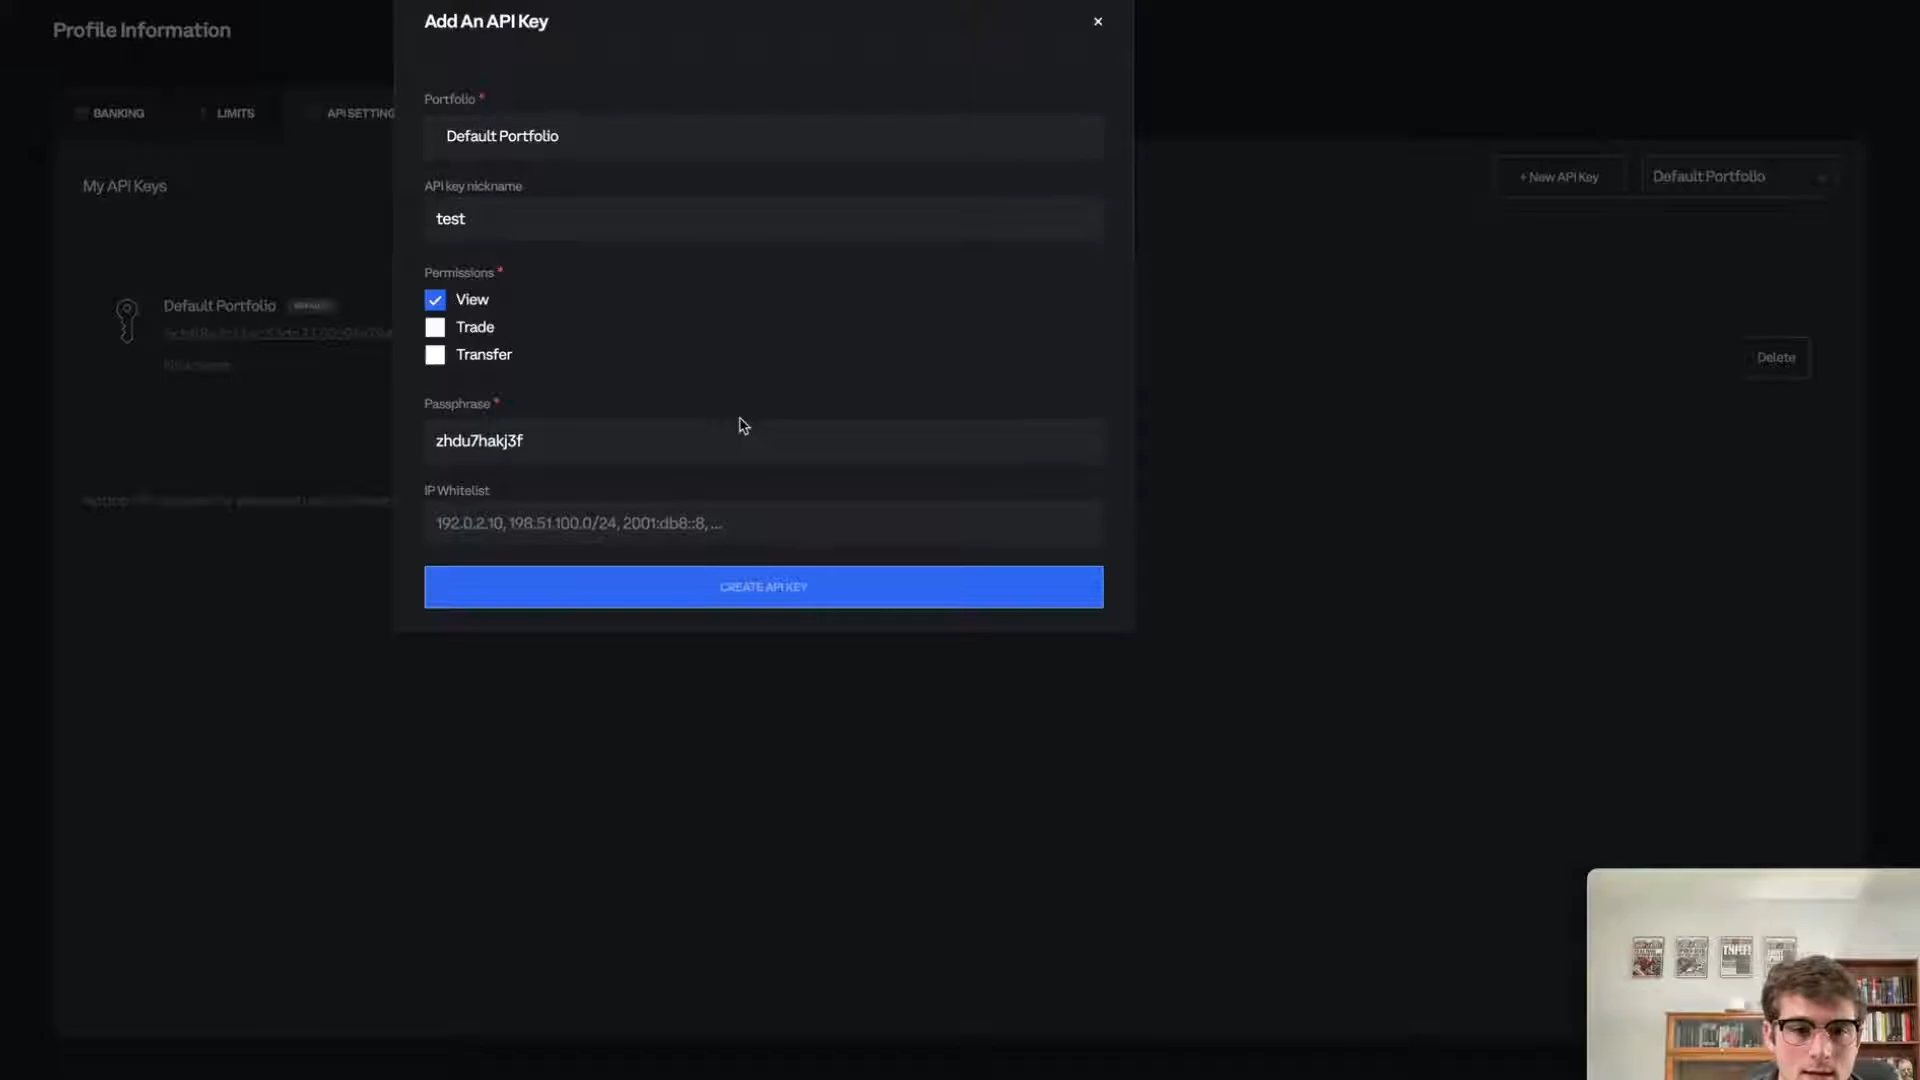 Profile Information
Add An API Key
×
BANKING
LIMITS
API SETTING
Portfolio *
Default Portfolio
My API Keys
+ New API Key
Default Portfolio
API key nickname
test
Permissions *
View
Trade
Transfer
Default Portfolio
Delete
Passphrase *
zhdu7hakj3f
IP Whitelist
192.0.2.10, 198.51.100.0/24, 2001:db8::8, ...
CREATE API KEY